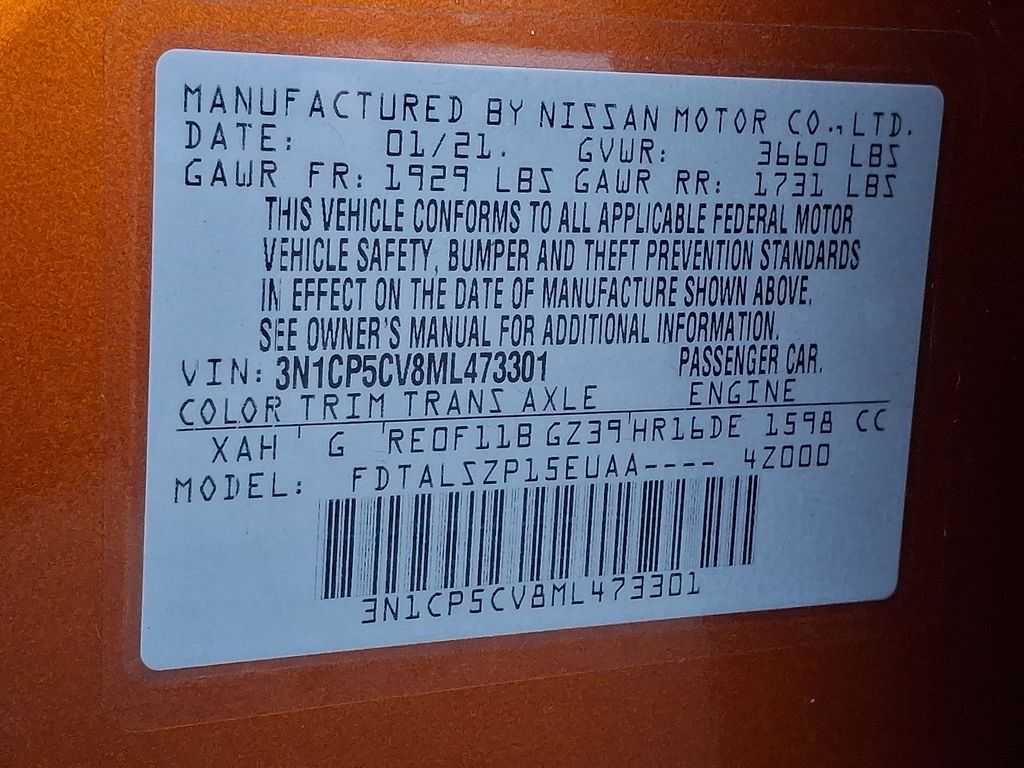 MANUFACTURED BY NISSAN MOTOR CO., LTD.
DATE: 01/21. GVWR: 3660 LBS
GAWR FR: 1929 LBS GAWR RR: 1731 LBS
THIS VEHICLE CONFORMS TO ALL APPLICABLE FEDERAL MOTOR
VEHICLE SAFETY, BUMPER AND THEFT PREVENTION STANDARDS
IN EFFECT ON THE DATE OF MANUFACTURE SHOWN ABOVE.
SEE OWNER'S MANUAL FOR ADDITIONAL INFORMATION.
VIN: 3N1CP5CV8ML473301 PASSENGER CAR.
COLOR TRIM TRANS AXLE ENGINE
XAH G RE0F11B GZ39 HR16DE 1598 CC
MODEL: FDTALSZP15EUAA---- 4Z000
3N1CP5CV8ML473301